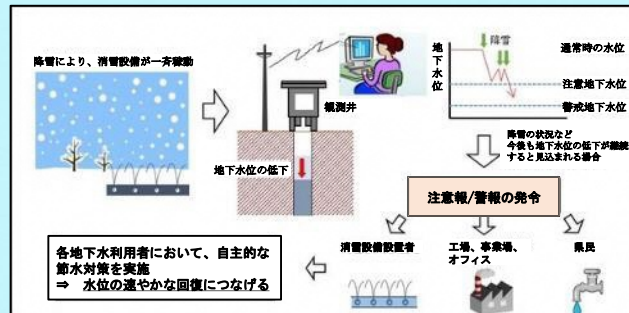 降雪により、消雪設備が一斉稼動
観測井
地下水位の低下
地下水位
降雪
通常時の水位
注意地下水位
警戒地下水位
降雪の状況など
今後も地下水位の低下が継続
すると見込まれる場合
注意報/警報の発令
消雪設備設置者
工場、事業場、
オフィス
県民
各地下水利用者において、自主的な
節水対策を実施
⇒ 水位の速やかな回復につなげる